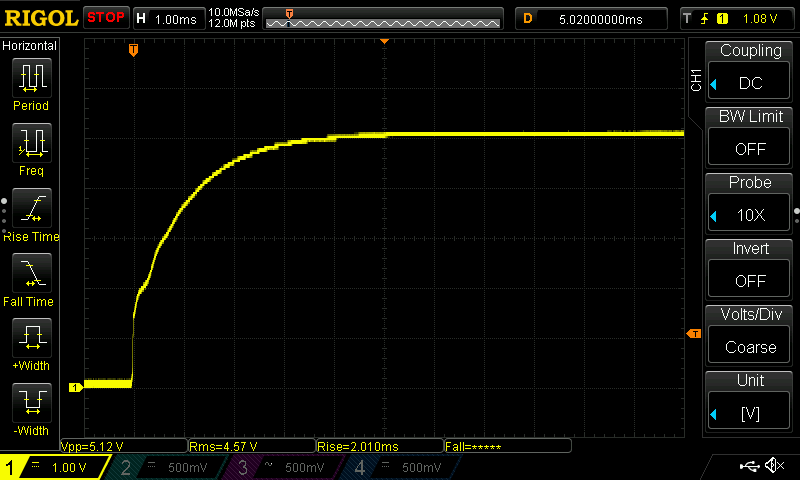 RIGOL STOP H 1.00ms 10.0MSa/s 12.0M pts D 5.02000000ms T 1 1.08 V
T
Horizontal
Period
Freq
Rise Time
Fall Time
+Width
-Width
CH1
Coupling
DC
BW Limit
OFF
Probe
10X
Invert
OFF
Volts/Div
Coarse
Unit
[V]
T
1
Vpp=5.12 V Rms=4.57 V Rise=2.010ms Fall=*****
1 1.00 V 2 500mV 3 500mV 4 500mV